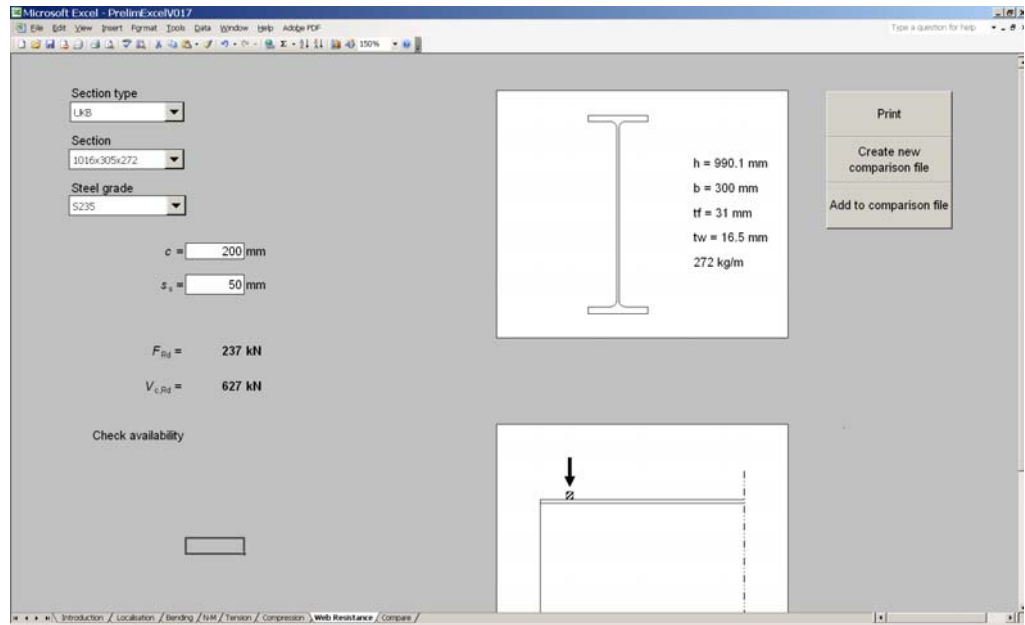 Microsoft Excel - PrelimExcelV017
File Edit View Insert Format Tools Data Window Help Adobe PDF
Type a question for help
150%
Section type
UKB
Section
1016x305x272
Steel grade
S235
c = 200 mm
ss = 50 mm
FRd = 237 kN
Vc,Rd = 627 kN
Check availability
h = 990.1 mm
b = 300 mm
tf = 31 mm
tw = 16.5 mm
272 kg/m
Print
Create new
comparison file
Add to comparison file
Introduction / Localisation / Bending / N-M / Tension / Compression / Web Resistance / Compare /